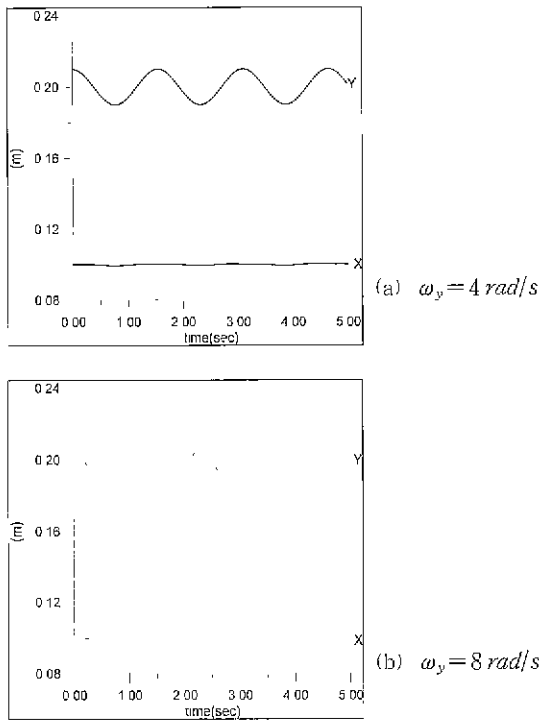 0 24
0 20
Y
0 16
(m)
0 12
X
0 08
0 00 1 00 2 00 3 00 4 00 5 00
time(sec)
(a) ω_y = 4 rad/s
0 24
0 20
Y
0 16
(m)
0 12
X
0 08
0 00 1 00 2 00 3 00 4 00 5 00
time(sec)
(b) ω_y = 8 rad/s